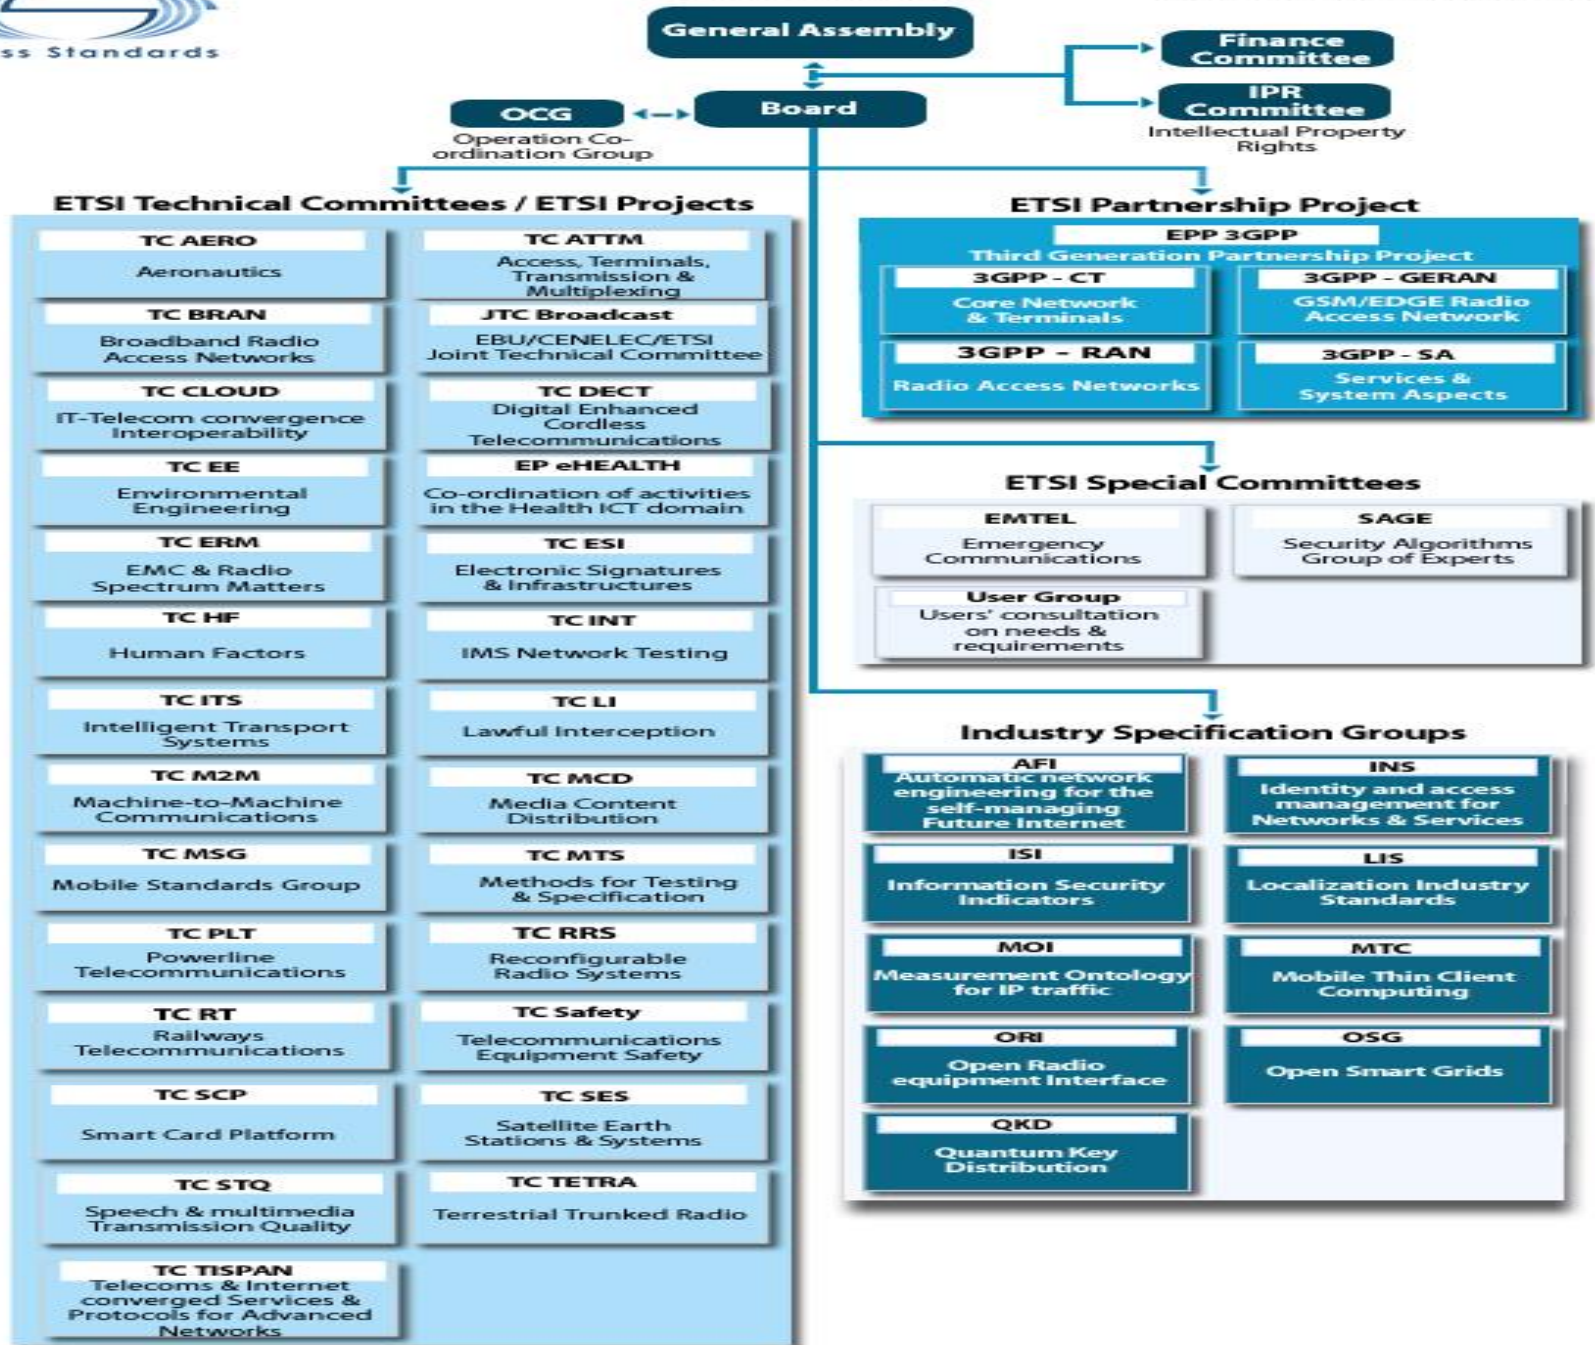 ss Standards
General Assembly
Finance
Committee
IPR
Committee
Intellectual Property
Rights
OCG
Operation Co-
ordination Group
Board
ETSI Technical Committees / ETSI Projects
TC AERO
Aeronautics
TC ATTM
Access, Terminals,
Transmission &
Multiplexing
TC BRAN
Broadband Radio
Access Networks
JTC Broadcast
EBU/CENELEC/ETSI
Joint Technical Committee
TC CLOUD
IT-Telecom convergence
Interoperability
TC DECT
Digital Enhanced
Cordless
Telecommunications
TC EE
Environmental
Engineering
EP eHEALTH
Co-ordination of activities
in the Health ICT domain
TC ERM
EMC & Radio
Spectrum Matters
TC ESI
Electronic Signatures
& Infrastructures
TC HF
Human Factors
TC INT
IMS Network Testing
TC ITS
Intelligent Transport
Systems
TC LI
Lawful Interception
TC M2M
Machine-to-Machine
Communications
TC MCD
Media Content
Distribution
TC MSG
Mobile Standards Group
TC MTS
Methods for Testing
& Specification
TC PLT
Powerline
Telecommunications
TC RRS
Reconfigurable
Radio Systems
TC RT
Railways
Telecommunications
TC Safety
Telecommunications
Equipment Safety
TC SCP
Smart Card Platform
TC SES
Satellite Earth
Stations & Systems
TC STQ
Speech & multimedia
Transmission Quality
TC TETRA
Terrestrial Trunked Radio
TC TISPAN
Telecoms & Internet
converged Services &
Protocols for Advanced
Networks
ETSI Partnership Project
EPP 3GPP
Third Generation Partnership Project
3GPP - CT
Core Network
& Terminals
3GPP - GERAN
GSM/EDGE Radio
Access Network
3GPP - RAN
Radio Access Networks
3GPP - SA
Services &
System Aspects
ETSI Special Committees
EMTEL
Emergency
Communications
SAGE
Security Algorithms
Group of Experts
User Group
Users' consultation
on needs &
requirements
Industry Specification Groups
AFI
Automatic network
engineering for the
self-managing
Future Internet
INS
Identity and access
management for
Networks & Services
ISI
Information Security
Indicators
LIS
Localization Industry
Standards
MOI
Measurement Ontology
for IP traffic
MTC
Mobile Thin Client
Computing
ORI
Open Radio
equipment Interface
OSG
Open Smart Grids
QKD
Quantum Key
Distribution